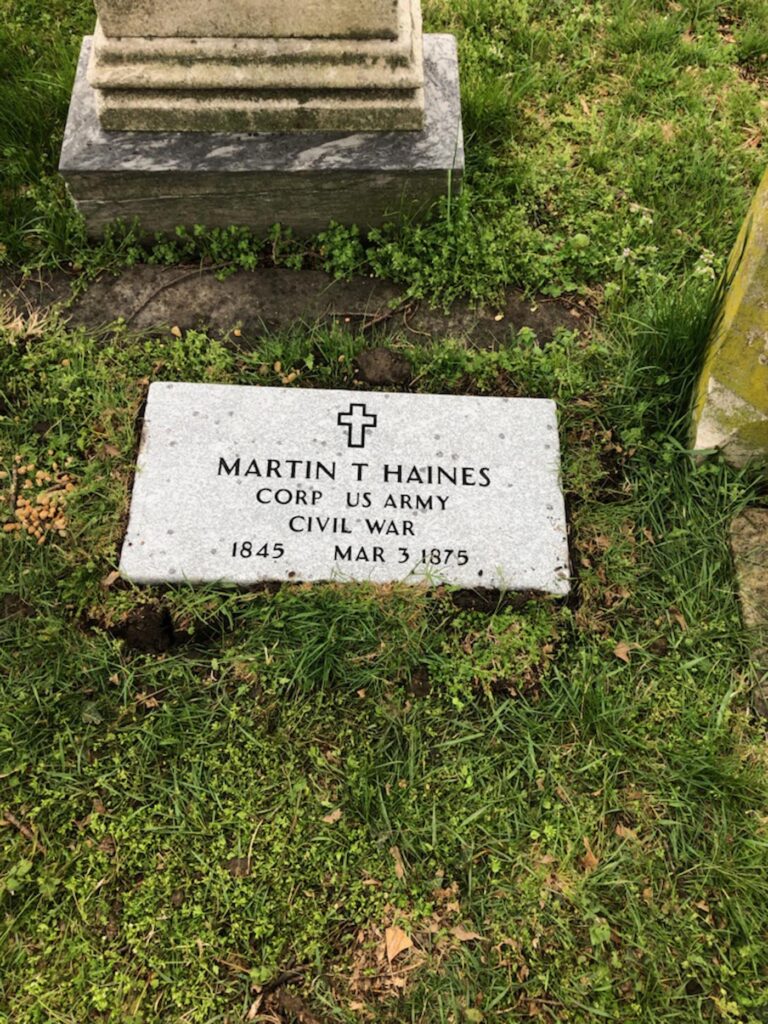 MARTIN T HAINES
CORP US ARMY
CIVIL WAR
1845 MAR 3 1875